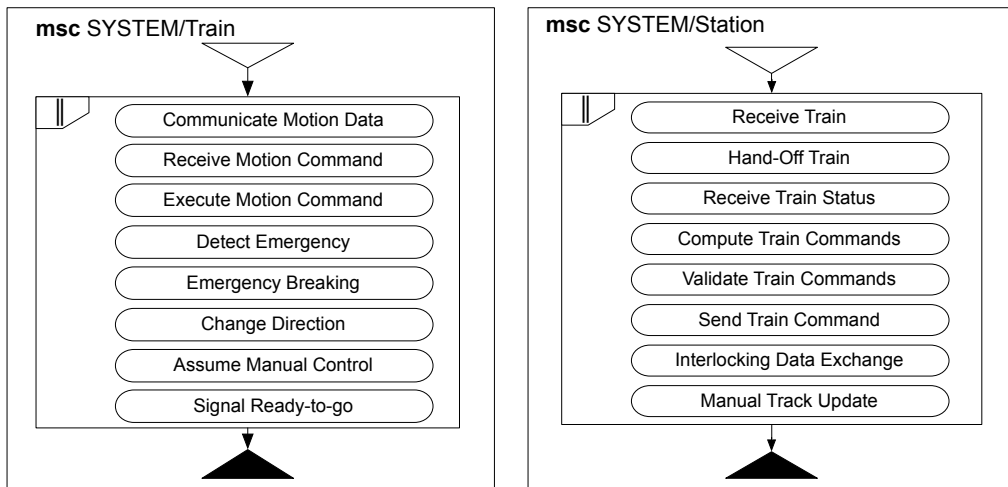 msc SYSTEM/Train
||
Communicate Motion Data
Receive Motion Command
Execute Motion Command
Detect Emergency
Emergency Breaking
Change Direction
Assume Manual Control
Signal Ready-to-go
msc SYSTEM/Station
||
Receive Train
Hand-Off Train
Receive Train Status
Compute Train Commands
Validate Train Commands
Send Train Command
Interlocking Data Exchange
Manual Track Update